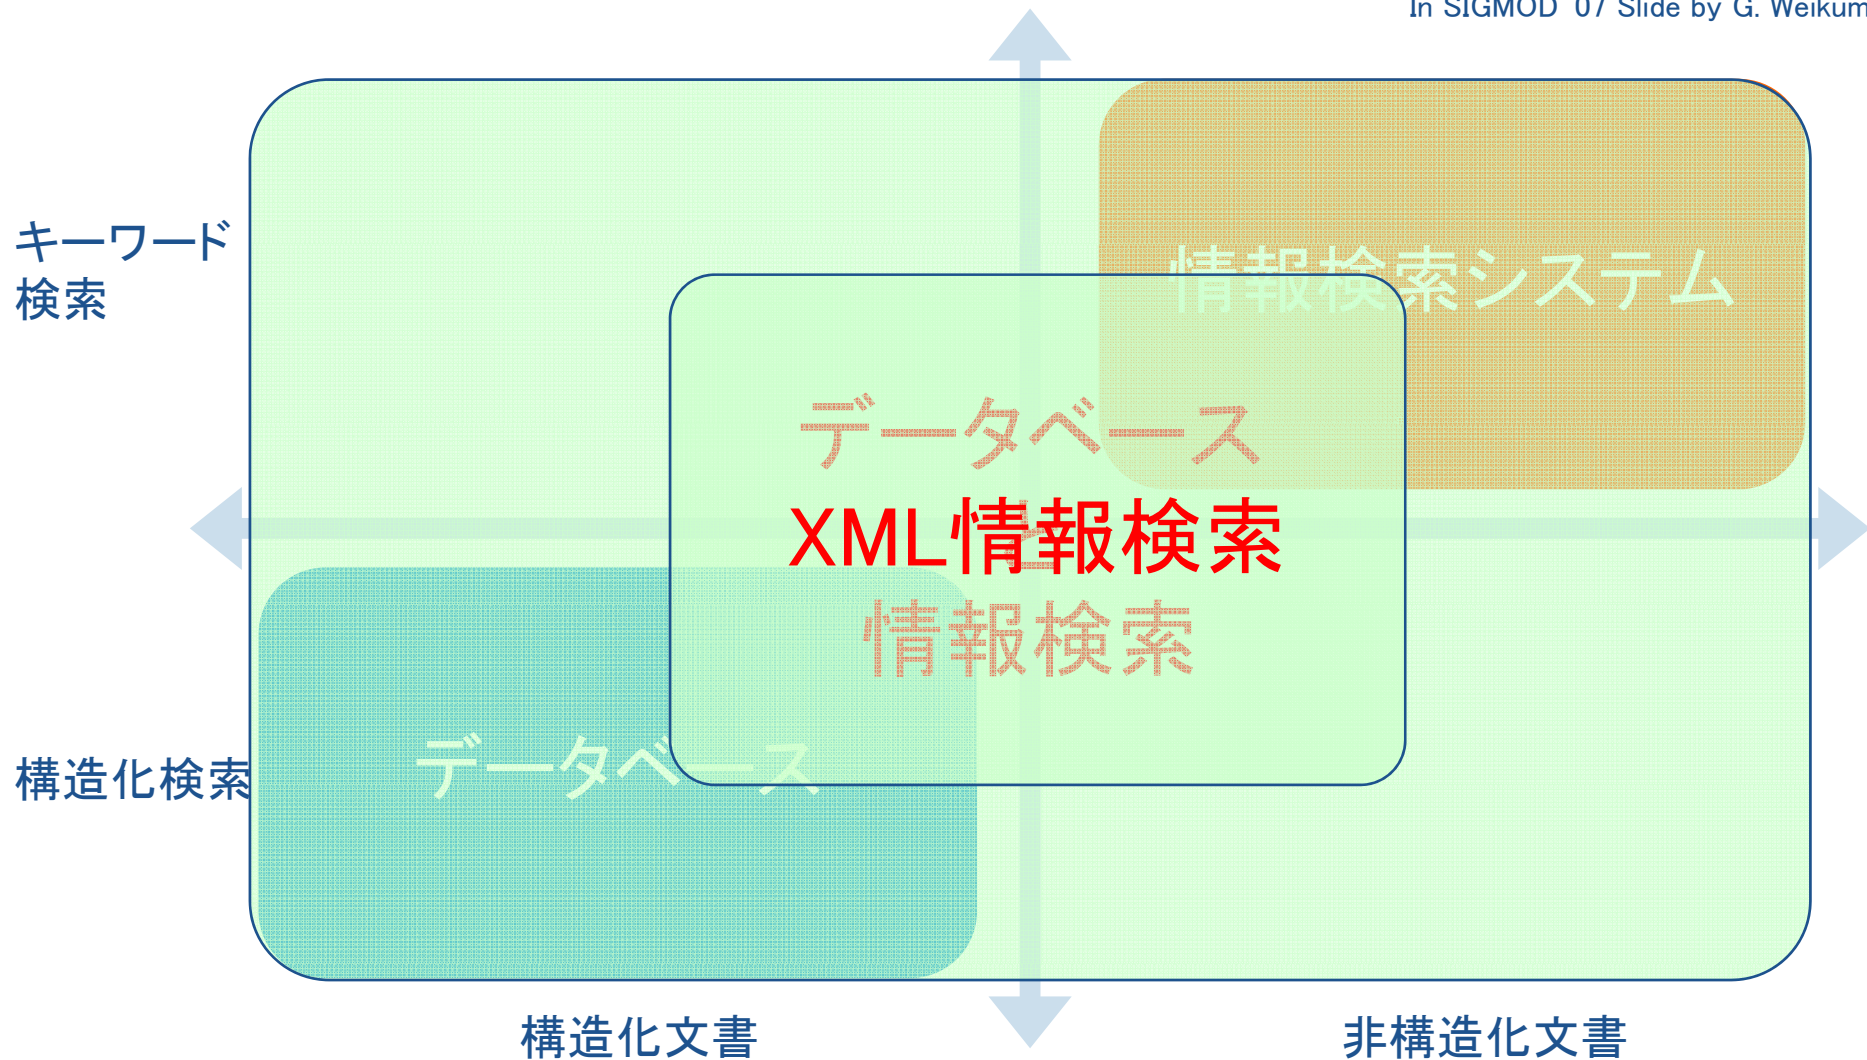 In SIGMOD '07 Slide by G. Weikum
キーワード
検索
情報検索システム
データベース
と
XML情報検索
情報検索
データベース
構造化検索
構造化文書
非構造化文書